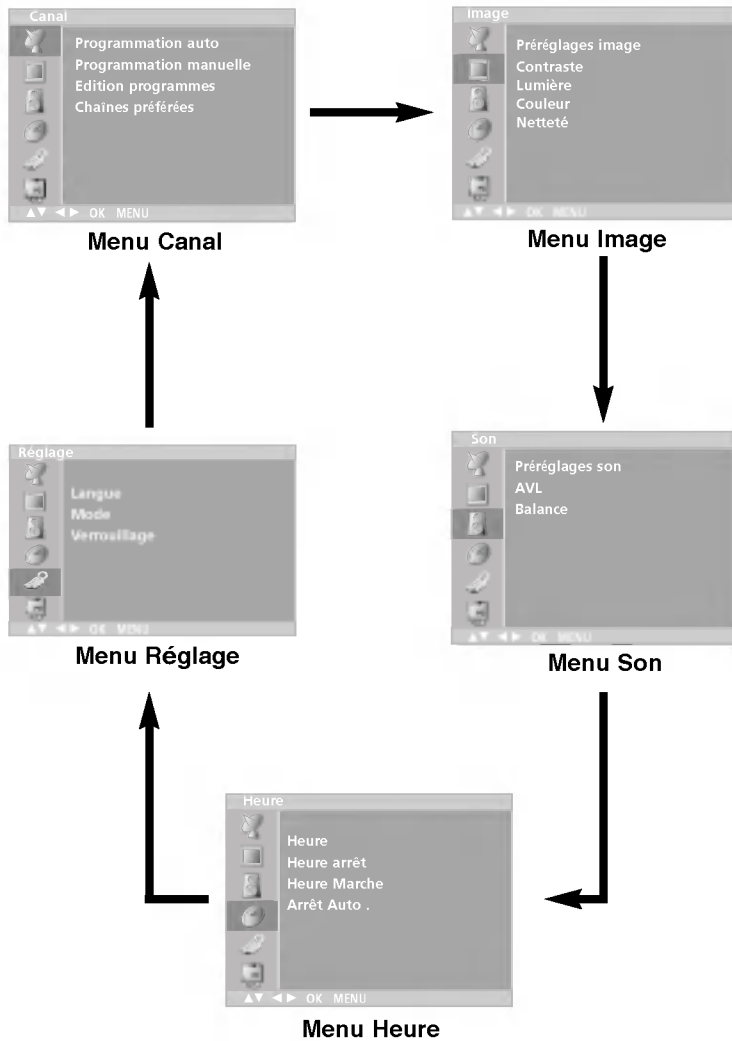 Canal
Programmation auto
Programmation manuelle
Edition programmes
Chaînes préférées
▲▼ ◄► OK MENU
Menu Canal
Image
Préréglages image
Contraste
Lumière
Couleur
Netteté
▲▼ ◄► OK MENU
Menu Image
Son
Préréglages son
AVL
Balance
▲▼ ◄► OK MENU
Menu Son
Heure
Heure
Heure arrêt
Heure Marche
Arrêt Auto .
▲▼ ◄► OK MENU
Menu Heure
Réglage
Langue
Mode
Verrouillage
▲▼ ◄► OK MENU
Menu Réglage